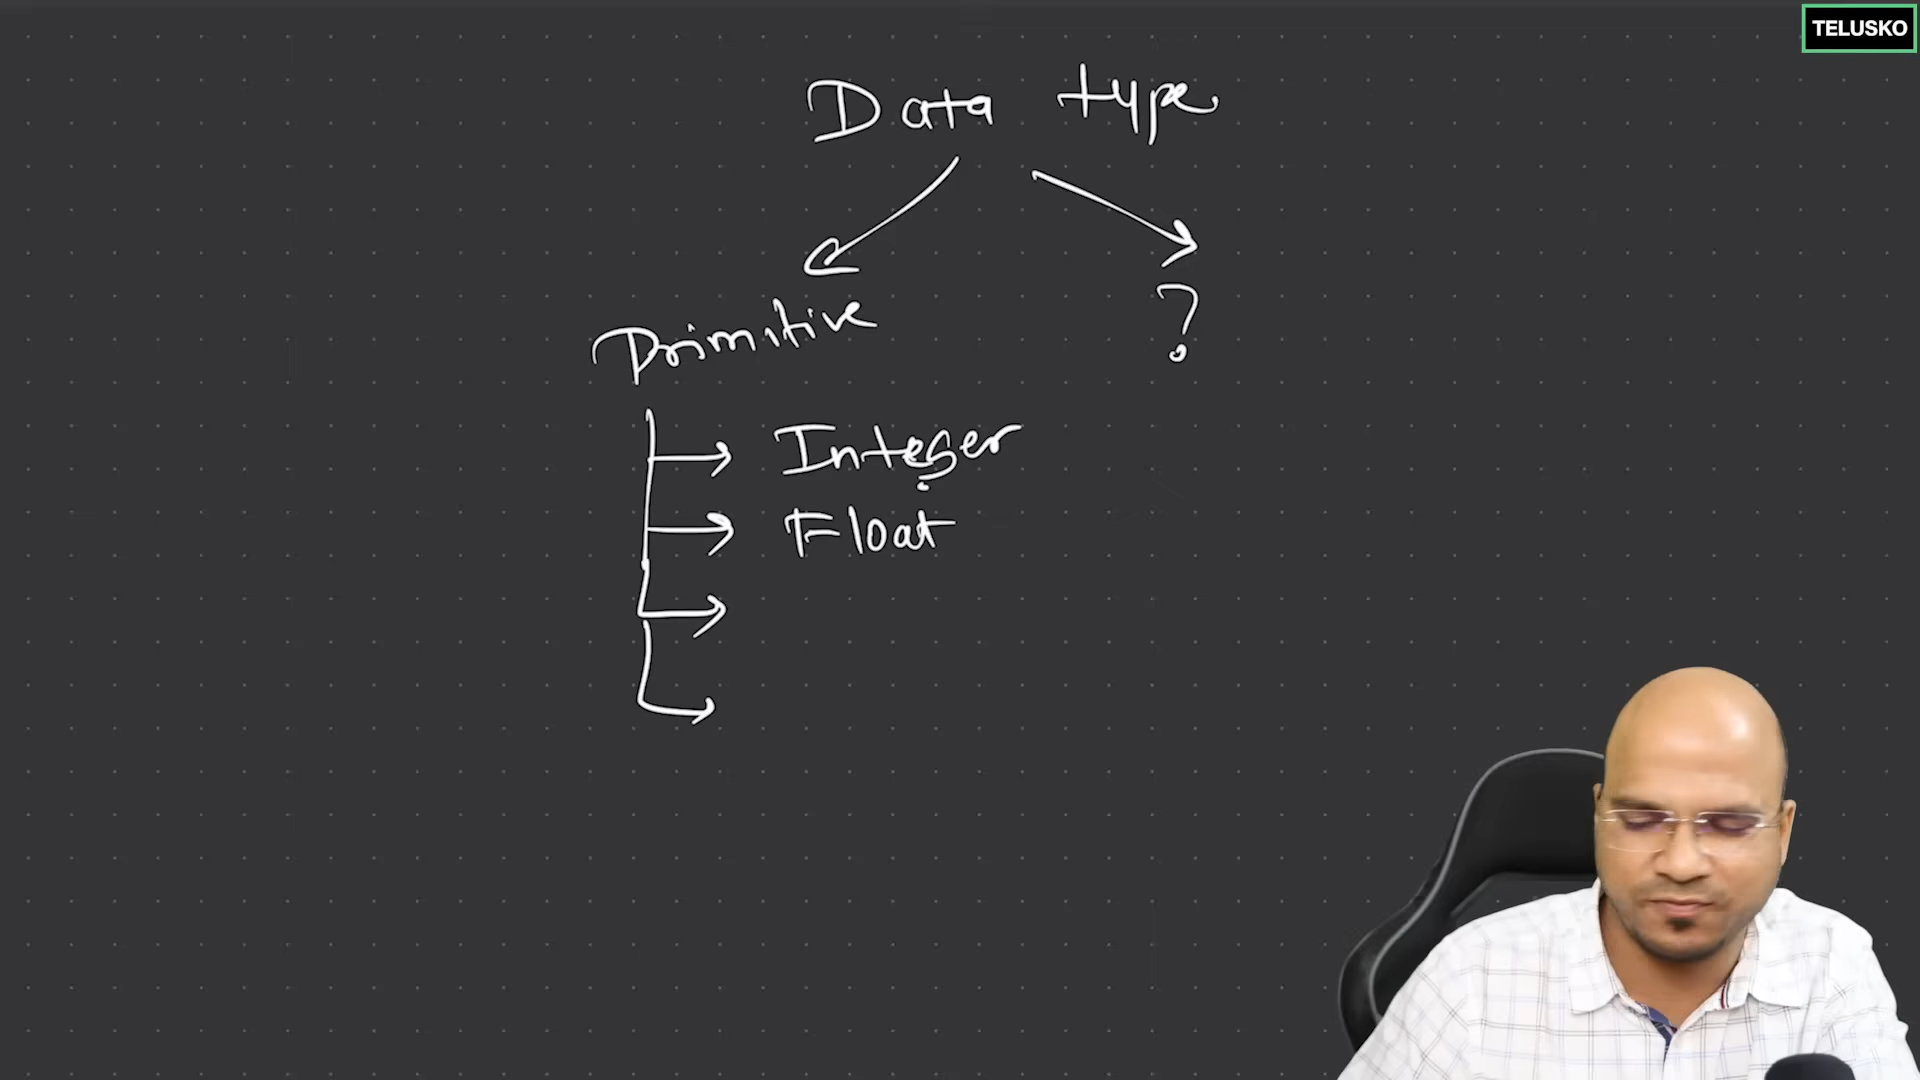 TELUSKO
Data type
Primitive
?
Integer
Float